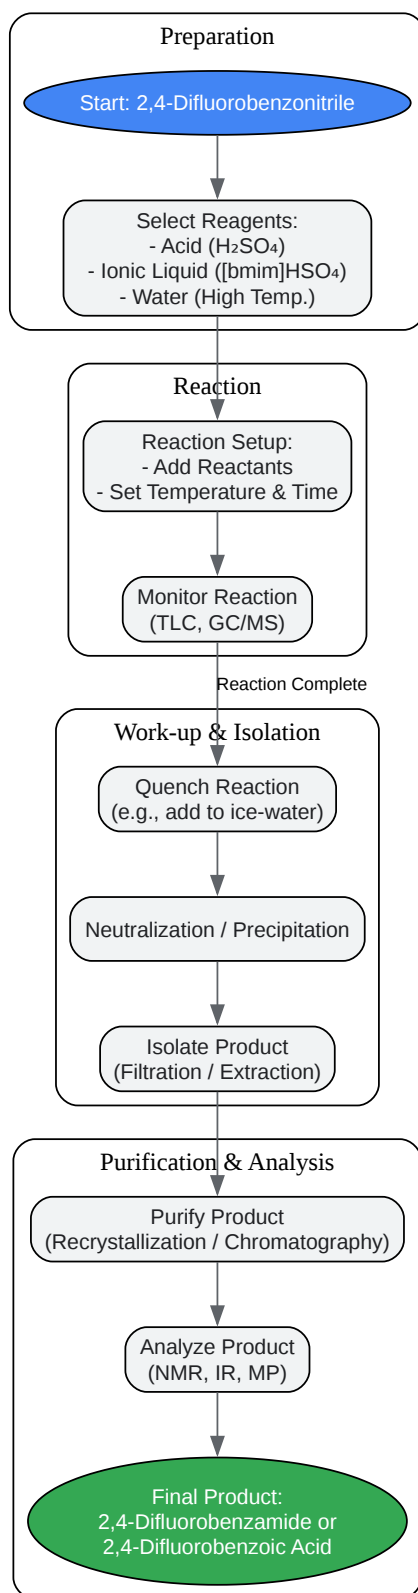 Preparation
Start: 2,4-Difluorobenzonitrile
Select Reagents:
- Acid (H₂SO₄)
- Ionic Liquid ([bmim]HSO₄)
- Water (High Temp.)
Reaction
Reaction Setup:
- Add Reactants
- Set Temperature & Time
Monitor Reaction
(TLC, GC/MS)
Reaction Complete
Work-up & Isolation
Quench Reaction
(e.g., add to ice-water)
Neutralization / Precipitation
Isolate Product
(Filtration / Extraction)
Purification & Analysis
Purify Product
(Recrystallization / Chromatography)
Analyze Product
(NMR, IR, MP)
Final Product:
2,4-Difluorobenzamide or
2,4-Difluorobenzoic Acid